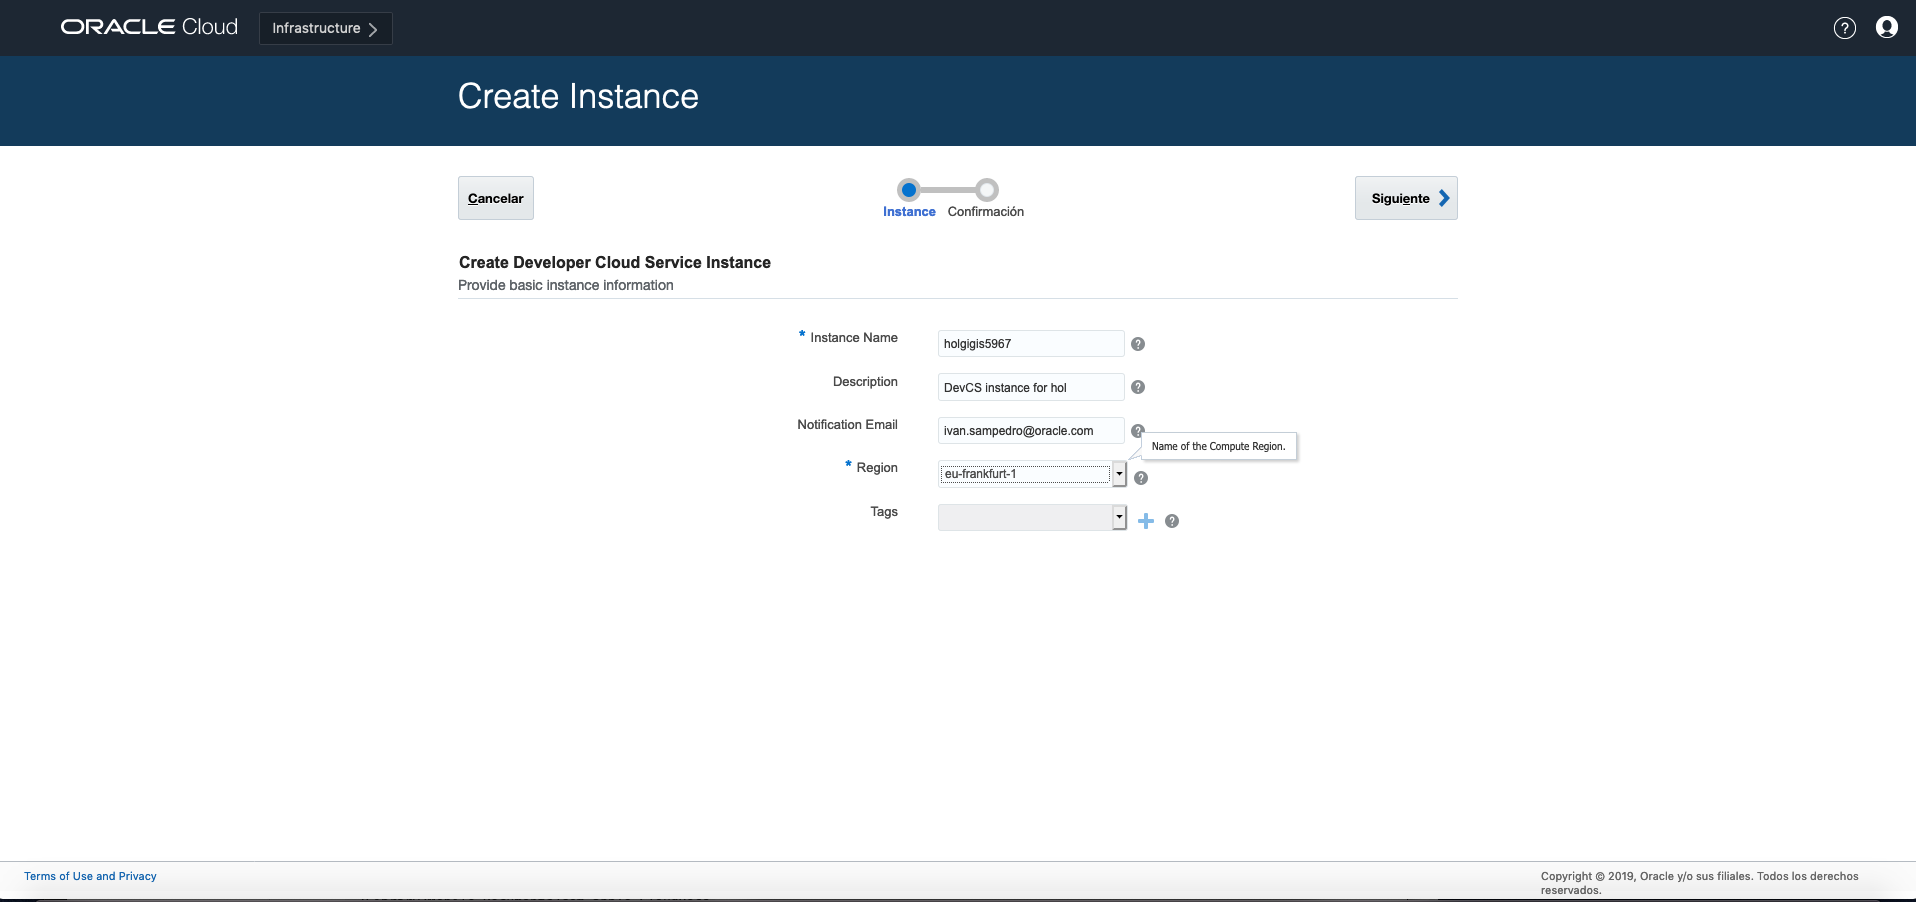 ORACLE Cloud
Infrastructure
?
Create Instance
Cancelar
Instance
Confirmación
Siguiente
Create Developer Cloud Service Instance
Provide basic instance information
* Instance Name
holgigis5967
?
Description
DevCS instance for hol
?
Notification Email
ivan.sampedro@oracle.com
?
Name of the Compute Region.
* Region
eu-frankfurt-1
?
Tags
?
Terms of Use and Privacy
Copyright © 2019, Oracle y/o sus filiales. Todos los derechos
reservados.